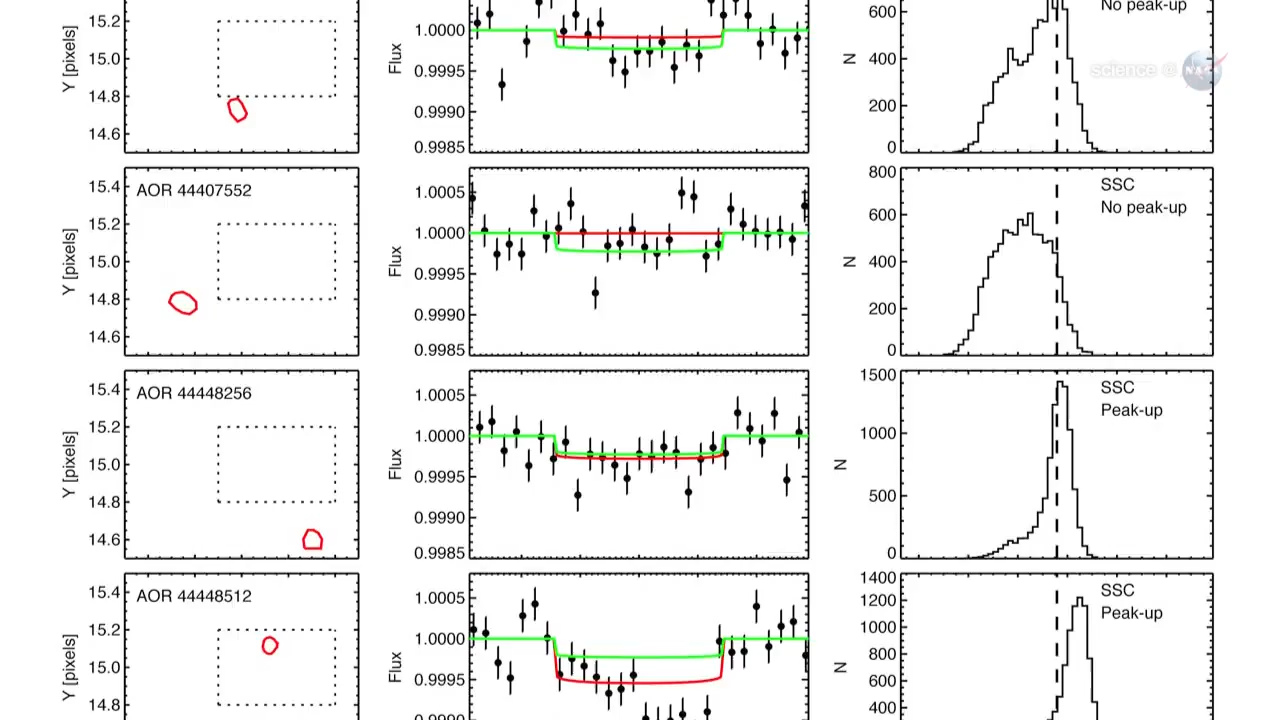 15.2
15.0
14.8
14.6
Y [pixels]
1.0000
0.9995
0.9990
0.9985
Flux
600
400
200
0
N
No peak-up
science @ NASA
15.4
15.2
15.0
14.8
14.6
Y [pixels]
AOR 44407552
1.0005
1.0000
0.9995
0.9990
0.9985
Flux
800
600
400
200
0
N
SSC
No peak-up
15.4
15.2
15.0
14.8
14.6
Y [pixels]
AOR 44448256
1.0005
1.0000
0.9995
0.9990
0.9985
Flux
1500
1000
500
0
N
SSC
Peak-up
15.4
15.2
15.0
14.8
Y [pixels]
AOR 44448512
1.0005
1.0000
0.9995
0.9990
Flux
1400
1200
1000
800
600
400
N
SSC
Peak-up